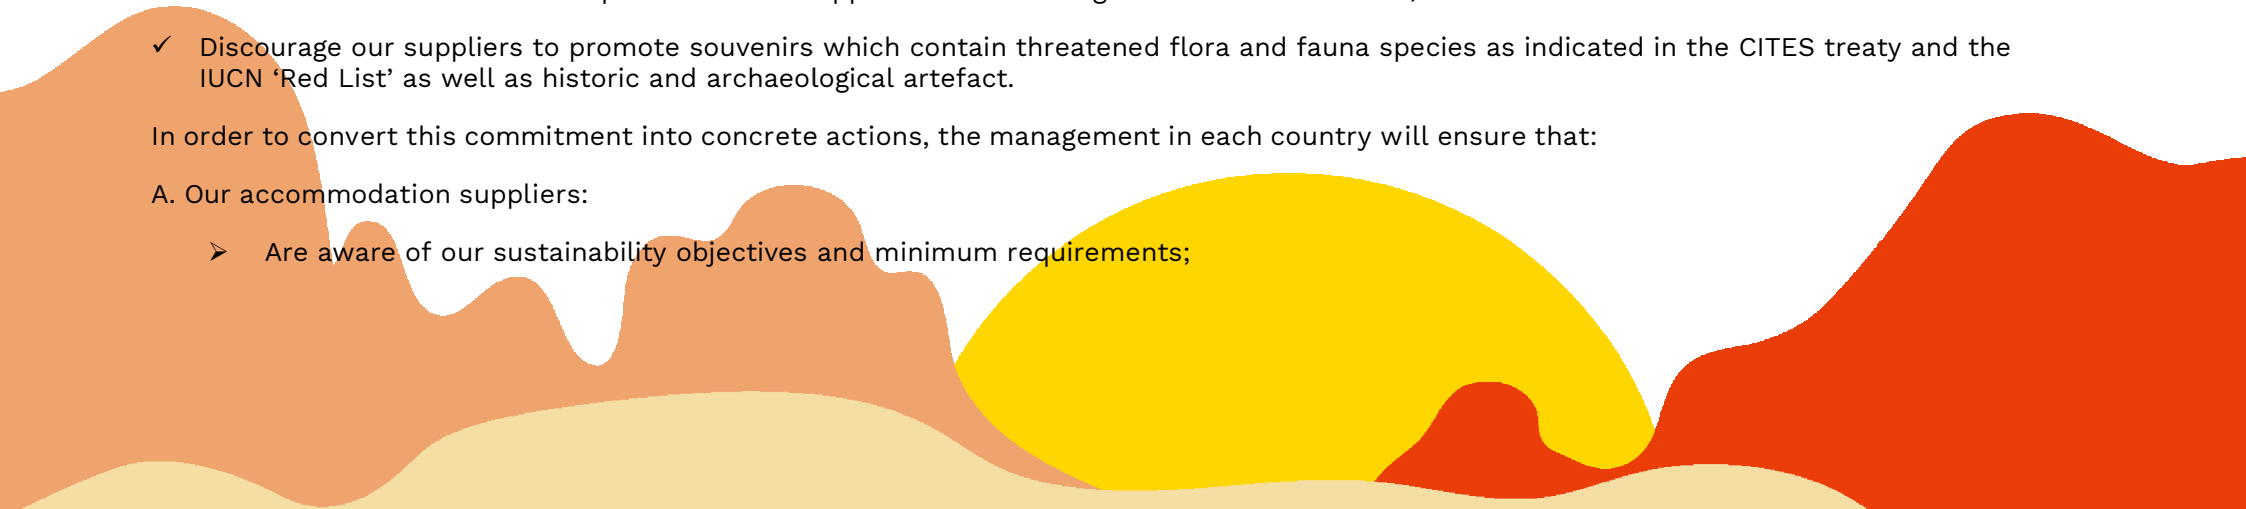 ✓ Discourage our suppliers to promote souvenirs which contain threatened flora and fauna species as indicated in the CITES treaty and the
IUCN ‘Red List’ as well as historic and archaeological artefact.
In order to convert this commitment into concrete actions, the management in each country will ensure that:
A. Our accommodation suppliers:
➢ Are aware of our sustainability objectives and minimum requirements;